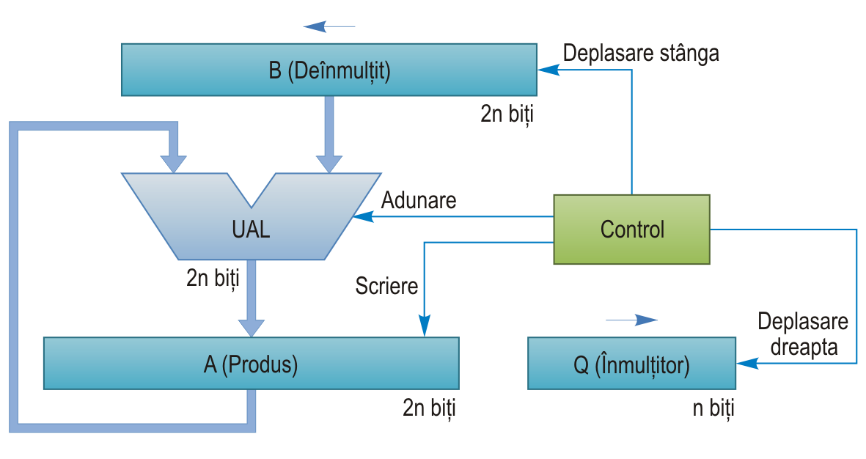 Deplasare stânga
B (Deînmulțit)
2n biți
Adunare
UAL
Control
2n biți
Scriere
Deplasare
dreapta
A (Produs)
Q (Înmulțitor)
2n biți
n biți